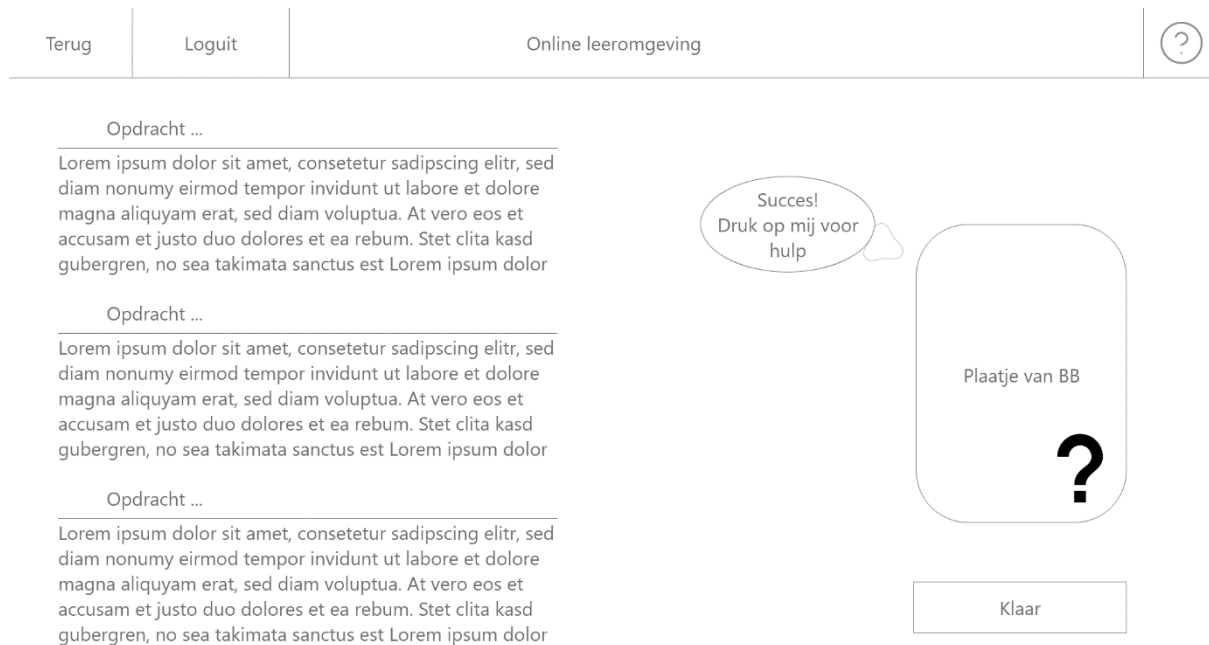 Terug
Loguit
Online leeromgeving
?
Opdracht ...
Lorem ipsum dolor sit amet, consetetur sadipscing elitr, sed
diam nonumy eirmod tempor invidunt ut labore et dolore
magna aliquyam erat, sed diam voluptua. At vero eos et
accusam et justo duo dolores et ea rebum. Stet clita kasd
gubergren, no sea takimata sanctus est Lorem ipsum dolor
Opdracht ...
Lorem ipsum dolor sit amet, consetetur sadipscing elitr, sed
diam nonumy eirmod tempor invidunt ut labore et dolore
magna aliquyam erat, sed diam voluptua. At vero eos et
accusam et justo duo dolores et ea rebum. Stet clita kasd
gubergren, no sea takimata sanctus est Lorem ipsum dolor
Opdracht ...
Lorem ipsum dolor sit amet, consetetur sadipscing elitr, sed
diam nonumy eirmod tempor invidunt ut labore et dolore
magna aliquyam erat, sed diam voluptua. At vero eos et
accusam et justo duo dolores et ea rebum. Stet clita kasd
gubergren, no sea takimata sanctus est Lorem ipsum dolor
Succes!
Druk op mij voor
hulp
Plaatje van BB
?
Klaar